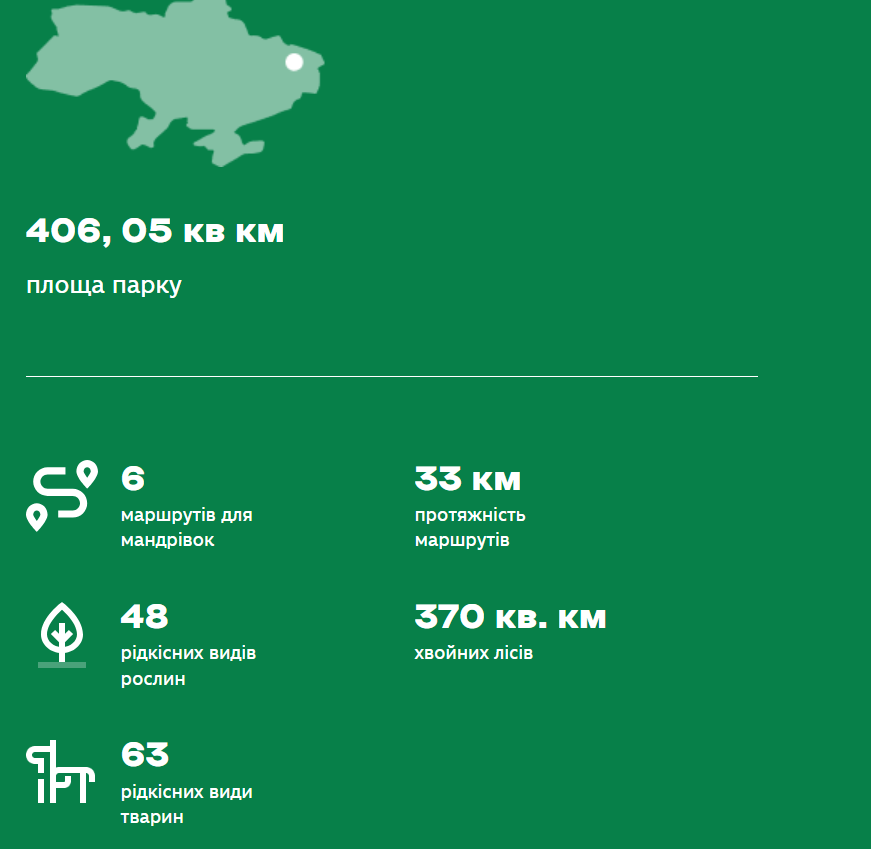 406, 05 кв км
площа парку
6
маршрутів для
мандрівок
33 км
протяжність
маршрутів
48
рідкісних видів
рослин
370 кв. км
хвойних лісів
63
рідкісних види
тварин